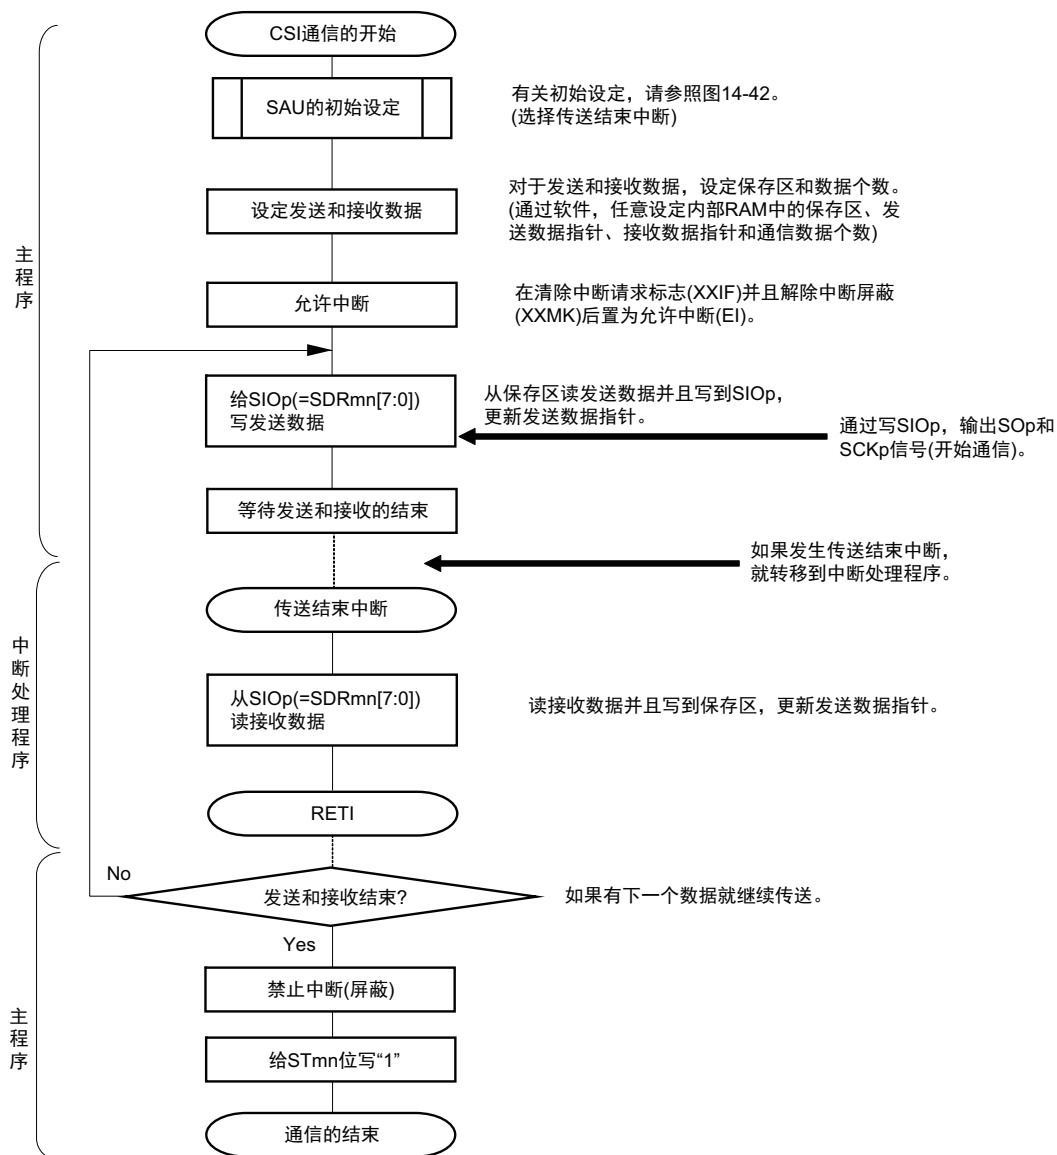 CSI通信的开始
SAU的初始设定
有关初始设定，请参照图14-42。
(选择传送结束中断)
设定发送和接收数据
对于发送和接收数据，设定保存区和数据个数。
(通过软件，任意设定内部RAM中的保存区、发
送数据指针、接收数据指针和通信数据个数)
主程序
允许中断
在清除中断请求标志(XXIF)并且解除中断屏蔽
(XXMK)后置为允许中断(EI)。
给SIOp(=SDRmn[7:0])
写发送数据
从保存区读发送数据并且写到SIOp，
更新发送数据指针。
通过写SIOp，输出SOp和
SCKp信号(开始通信)。
等待发送和接收的结束
如果发生传送结束中断，
就转移到中断处理程序。
传送结束中断
中断处理程序
从SIOp(=SDRmn[7:0])
读接收数据
读接收数据并且写到保存区，更新发送数据指针。
RETI
No
发送和接收结束?
如果有下一个数据就继续传送。
Yes
禁止中断(屏蔽)
主程序
给STmn位写“1”
通信的结束